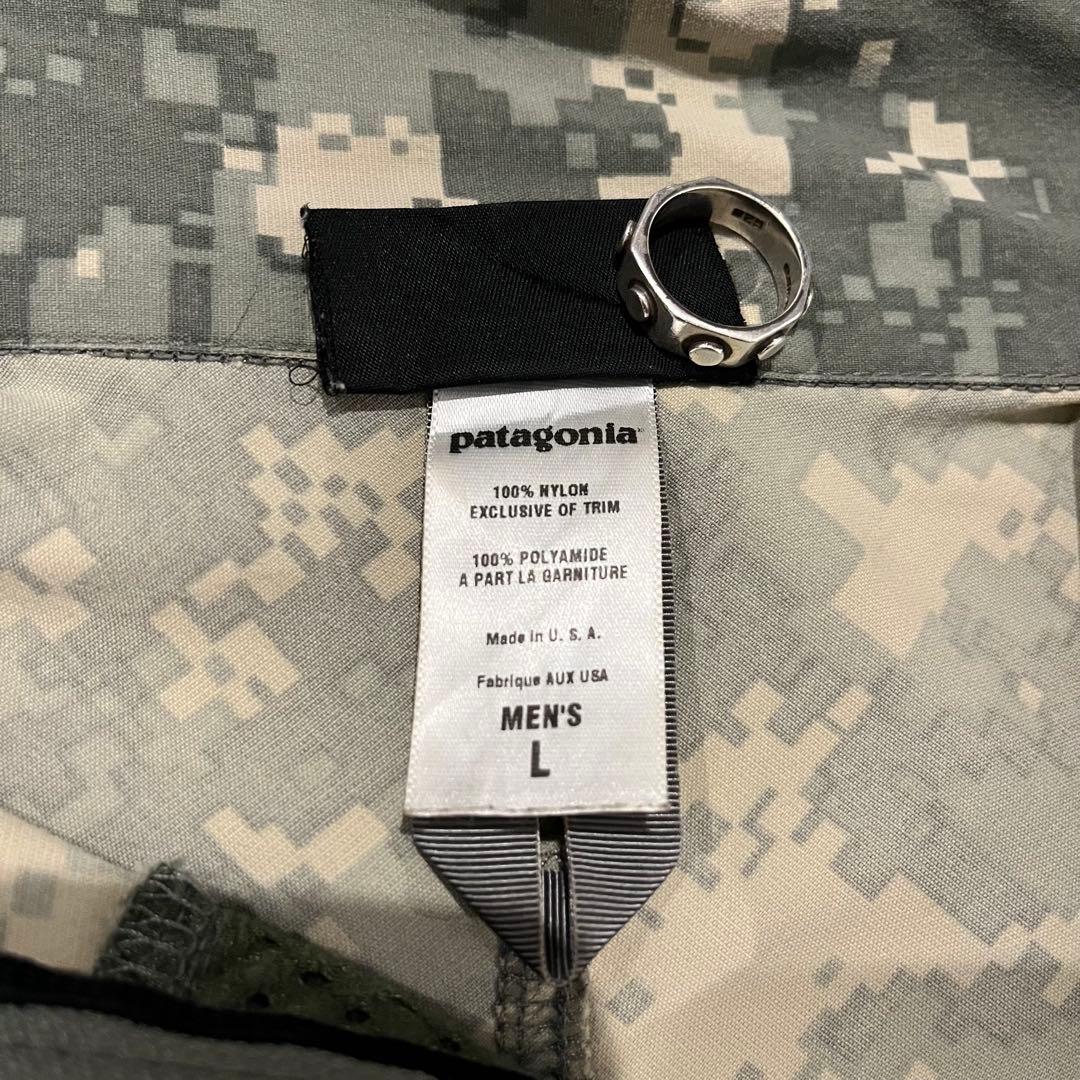 patagonia
100% NYLON
EXCLUSIVE OF TRIM
100% POLYAMIDE
A PART LA GARNITURE
Made in U. S. A.
Fabrique AUX USA
MEN'S
L